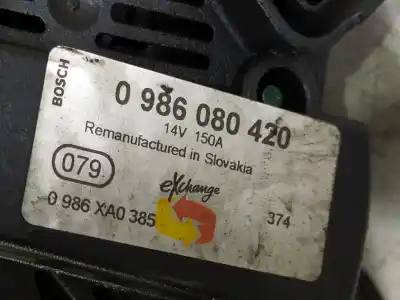 BOSCH
0 986 080 420
14V 150A
Remanufactured in Slovakia
079
eXchange
0 986 XA0 385
374